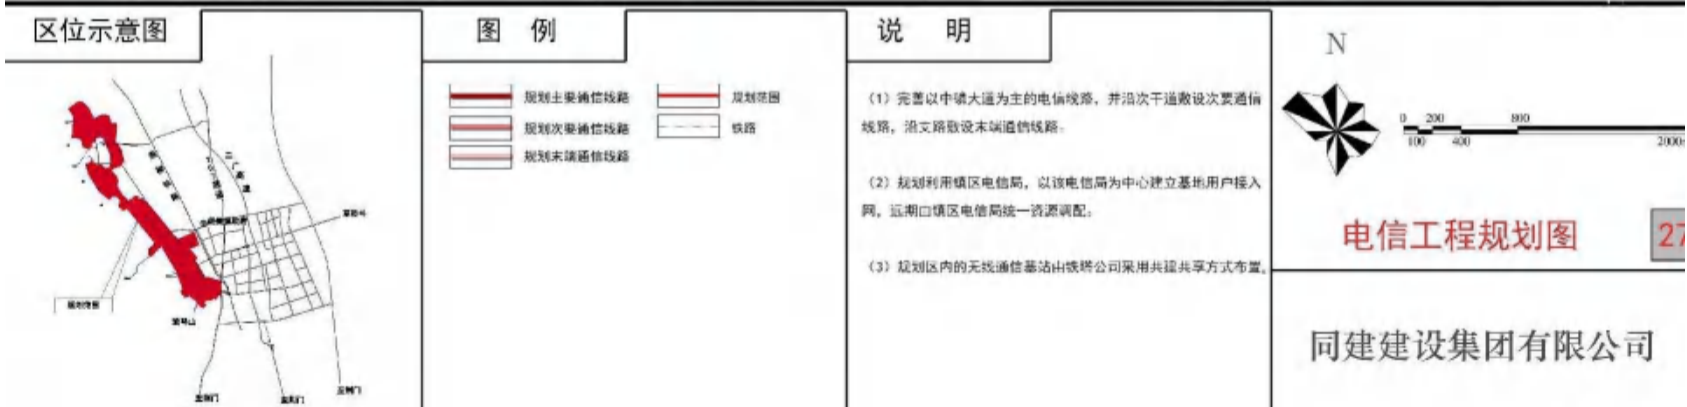 区位示意图
规划范围
图 例
规划主要通信线路
规划次要通信线路
规划末端通信线路
规划范围
铁路
说 明
（1）完善以中磷大道为主的电信线路，并沿次干道敷设次要通信
线路，沿支路敷设末端通信线路。
（2）规划利用镇区电信局，以该电信局为中心建立基地用户接入
网，远期由镇区电信局统一资源调配。
（3）规划区内的无线通信基站由铁塔公司采用共建共享方式布置。
N
0 200 800
100 400 2000
电信工程规划图
27
同建建设集团有限公司